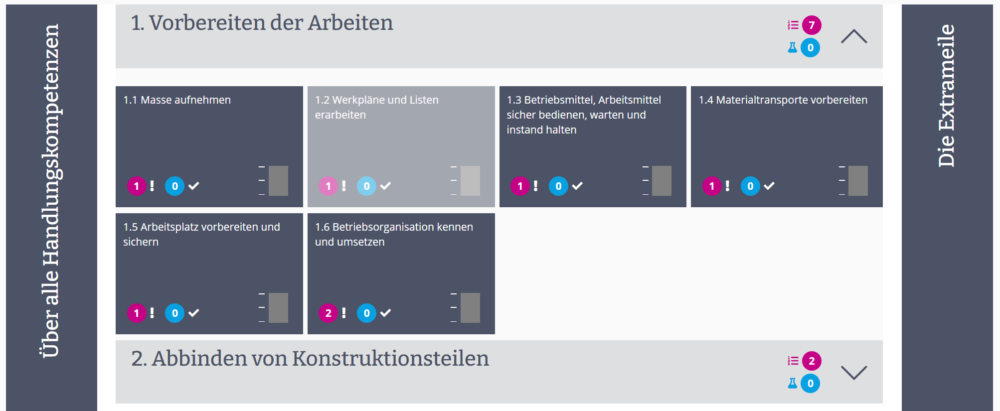 Über alle Handlungskompetenzen
1. Vorbereiten der Arbeiten
7
0
1.1 Masse aufnehmen
1 ! 0
1.2 Werkpläne und Listen
erarbeiten
1 ! 0
1.3 Betriebsmittel, Arbeitsmittel
sicher bedienen, warten und
instand halten
1 ! 0
1.4 Materialtransporte vorbereiten
1 ! 0
1.5 Arbeitsplatz vorbereiten und
sichern
1 ! 0
1.6 Betriebsorganisation kennen
und umsetzen
2 ! 0
2. Abbinden von Konstruktionsteilen
2
0
Die Extrameile